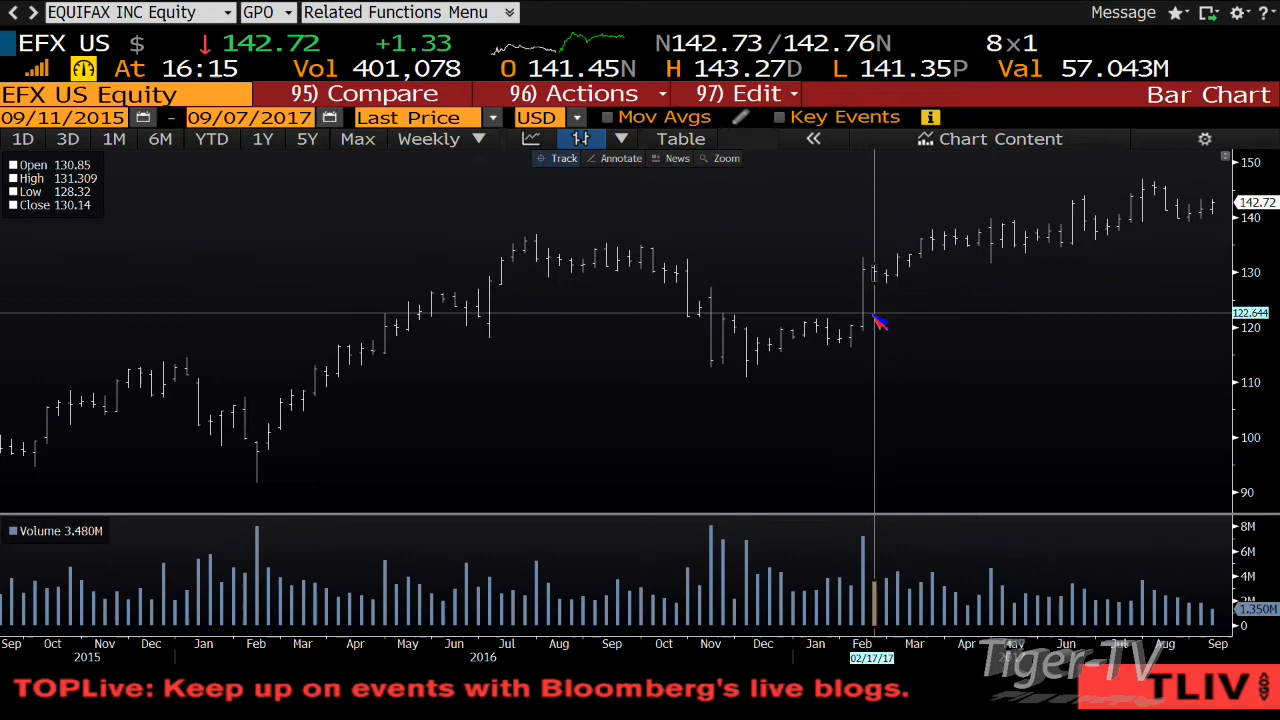 EQUIFAX INC Equity GPO Related Functions Menu Message
EFX US $ 142.72 +1.33 N142.73/142.76N 8x1
At 16:15 Vol 401,078 O 141.45N H 143.27D L 141.35P Val 57.043M
EFX US Equity 95) Compare 96) Actions 97) Edit Bar Chart
09/11/2015 - 09/07/2017 Last Price USD Mov Avgs Key Events
1D 3D 1M 6M YTD 1Y 5Y Max Weekly Table Chart Content
Track Annotate News Zoom
Open 130.85
High 131.309
Low 128.32
Close 130.14
150
142.72
140
130
122.644
120
110
100
90
Volume 3.480M
8M
6M
4M
2M
1.350M
0
Sep Oct Nov Dec Jan Feb Mar Apr May Jun Jul Aug Sep Oct Nov Dec Jan Feb Mar Apr May Jun Jul Aug Sep
2015 2016 02/17/17
Tiger-TV
TOPLive: Keep up on events with Bloomberg's live blogs.
TLIV